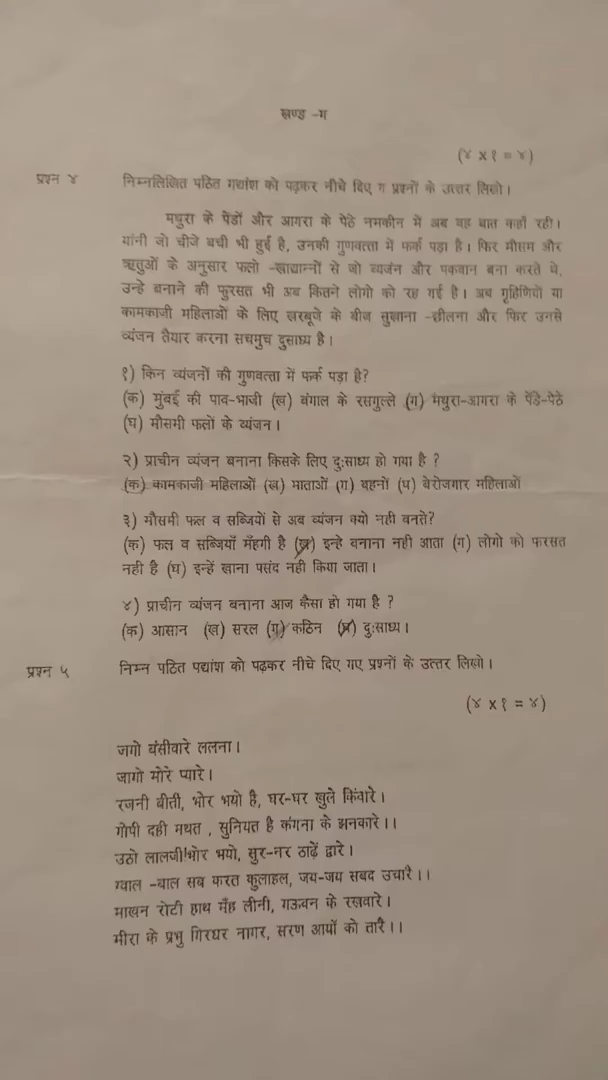 खण्ड -ग
(४ x१ = ४)
प्रश्न ४ निम्नलिखित पठित गद्यांश को पढ़कर नीचे दिए ग प्रश्नों के उत्तर लिखो।
मथुरा के पेडों और आगरा के पेठे नमकीन में अब वह बात कहाँ रही।
यांनी जो चीजे बची भी हुई है, उनकी गुणवत्ता में फर्क पड़ा है। फिर मौसम और
ऋतुओं के अनुसार फलो -खाद्यान्नों से जो व्यजंन और पकवान बना करते थे,
उन्हे बनाने की फुरसत भी अब कितने लोगो को रह गई है। अब गृहिणियों या
कामकाजी महिलाओं के लिए खरबूजे के बीज सुखाना -छीलना और फिर उनसे
व्यंजन तैयार करना सचमुच दुसाध्य है।
१) किन व्यंजनों की गुणवत्ता में फर्क पड़ा है?
(क) मुंबई की पाव-भाजी (ख) बंगाल के रसगुल्ले (ग) मथुरा-आगरा के पेंडे-पेठे
(घ) मौसमी फलों के व्यंजन।
२) प्राचीन व्यंजन बनाना किसके लिए दु:साध्य हो गया है ?
(क) कामकाजी महिलाओं (ख) माताओं (ग) बहनों (घ) बेरोजगार महिलाओं
३) मौसमी फल व सब्जियों से अब व्यंजन क्यो नही बनते?
(क) फल व सब्जियाँ मँहगी है (ख) इन्हे बनाना नही आता (ग) लोगो को फरसत
नही है (घ) इन्हें खाना पसंद नही किया जाता।
४) प्राचीन व्यंजन बनाना आज कैसा हो गया है ?
(क) आसान (ख) सरल (ग) कठिन (घ) दु:साध्य।
प्रश्न ५ निम्न पठित पद्यांश को पढ़कर नीचे दिए गए प्रश्नों के उत्तर लिखो।
(४ x१ = ४)
जगो बंसीवारे ललना।
जागो मोरे प्यारे।
रजनी बीती, भोर भयो है, घर-घर खुले किंवारे।
गोपी दही मथत , सुनियत है कंगना के झनकारे।।
उठो लालजी भोर भयो, सुर-नर ठाढ़ें द्वारे।
ग्वाल -बाल सब करत कुलाहल, जय-जय सबद उचारै।।
माखन रोटी हाथ मँह लीनी, गऊवन के रखवारे।
मीरा के प्रभु गिरधर नागर, सरण आयों को तारै।।